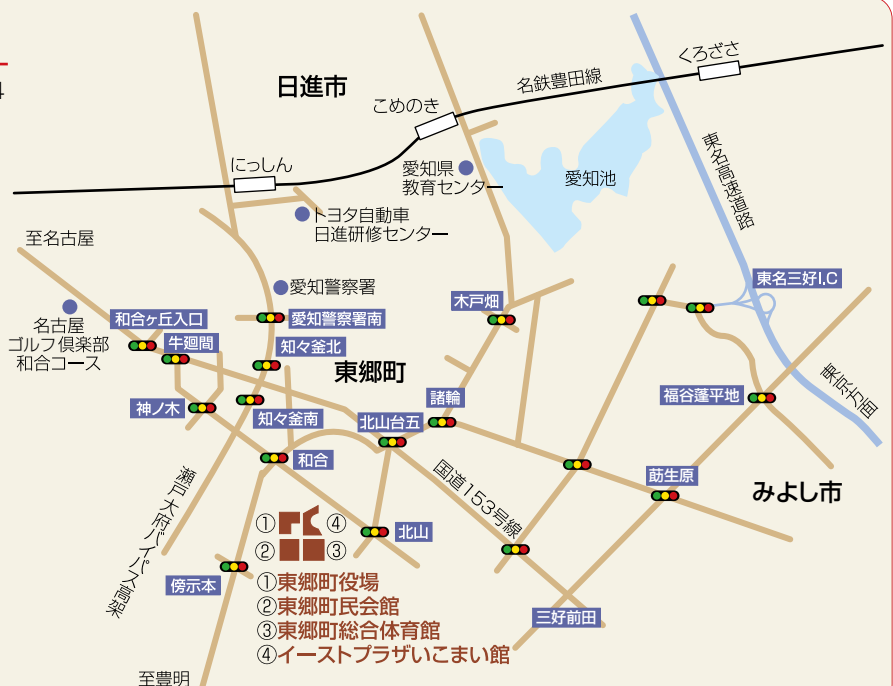 4
日進市
くろざさ
名鉄豊田線
こめのき
にっしん
愛知県
教育センター
愛知池
東名高速道路
トヨタ自動車
日進研修センター
至名古屋
愛知警察署
東名三好I.C
木戸畑
名古屋
ゴルフ倶楽部
和合コース
和合ヶ丘入口
愛知警察署南
牛廻間
知々釜北
東郷町
東京方面
神ノ木
知々釜南
諸輪
福谷蓬平地
北山台五
和合
国道153号線
莇生原
みよし市
瀬戸大府バイパス高架
①
④
②
③
北山
傍示本
①東郷町役場
②東郷町民会館
③東郷町総合体育館
④イーストプラザいこまい館
三好前田
至豊明